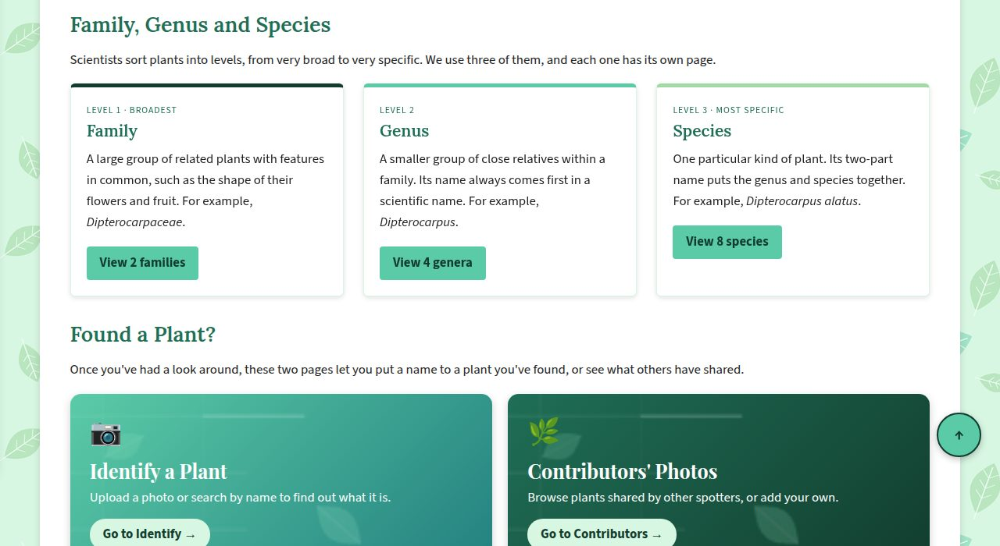 Family, Genus and Species
Scientists sort plants into levels, from very broad to very specific. We use three of them, and each one has its own page.
LEVEL 1 · BROADEST
Family
A large group of related plants with features
in common, such as the shape of their
flowers and fruit. For example,
Dipterocarpaceae.
View 2 families
LEVEL 2
Genus
A smaller group of close relatives within a
family. Its name always comes first in a
scientific name. For example,
Dipterocarpus.
View 4 genera
LEVEL 3 · MOST SPECIFIC
Species
One particular kind of plant. Its two-part
name puts the genus and species together.
For example, Dipterocarpus alatus.
View 8 species
Found a Plant?
Once you've had a look around, these two pages let you put a name to a plant you've found, or see what others have shared.
Identify a Plant
Upload a photo or search by name to find out what it is.
Go to Identify →
Contributors' Photos
Browse plants shared by other spotters, or add your own.
Go to Contributors →